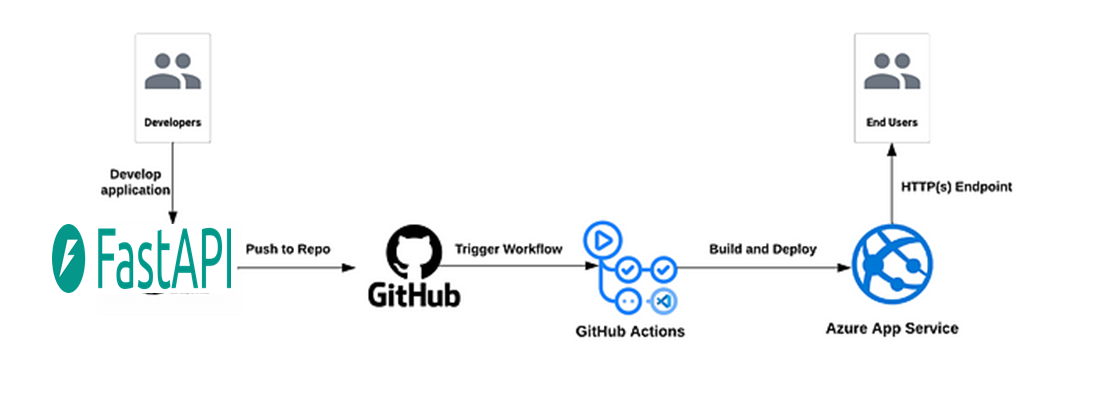 Developers
End Users
Develop
application
HTTP(s) Endpoint
FastAPI
Push to Repo
Trigger Workflow
Build and Deploy
GitHub
GitHub Actions
Azure App Service